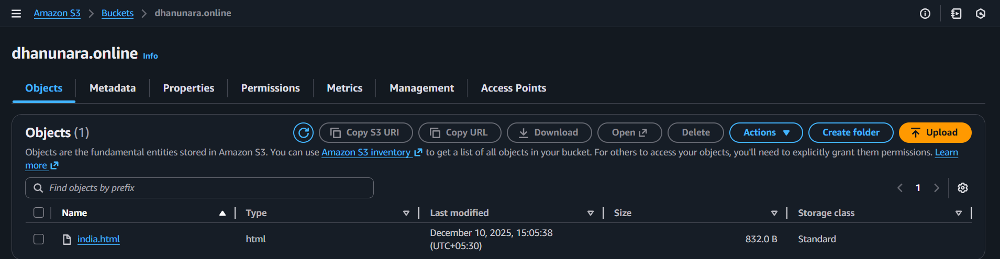 Amazon S3 > Buckets > dhanunara.online
dhanunara.online Info
Objects Metadata Properties Permissions Metrics Management Access Points
Objects (1) Copy S3 URI Copy URL Download Open Delete Actions Create folder Upload
Objects are the fundamental entities stored in Amazon S3. You can use Amazon S3 inventory to get a list of all objects in your bucket. For others to access your objects, you'll need to explicitly grant them permissions. Learn
more
Find objects by prefix 1
Name Type Last modified Size Storage class
india.html html December 10, 2025, 15:05:38 832.0 B Standard
(UTC+05:30)